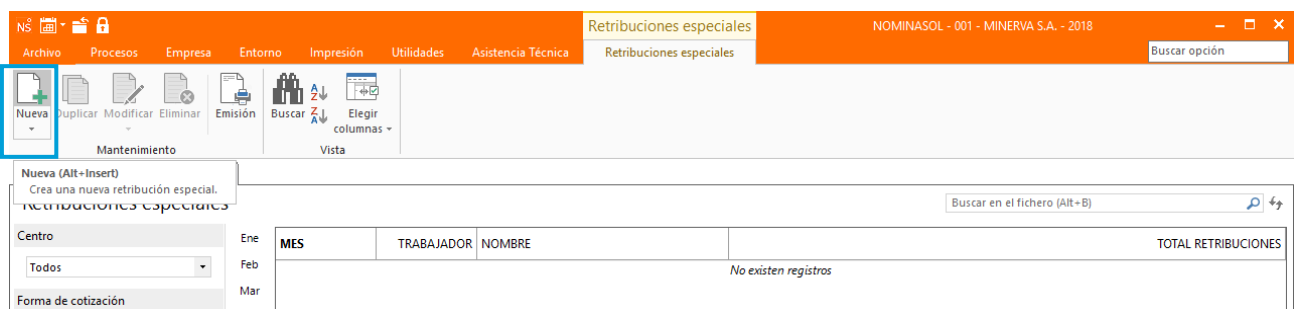 NS
Retribuciones especiales
NOMINASOL - 001 - MINERVA S.A. - 2018
Archivo Procesos Empresa Entorno Impresión Utilidades Asistencia Técnica Retribuciones especiales
Buscar opción
Nueva Duplicar Modificar Eliminar Emisión Buscar Elegir columnas
Mantenimiento Vista
Nueva (Alt+Insert)
Crea una nueva retribución especial.
Retribuciones especiales
Buscar en el fichero (Alt+B)
Centro
Todos
Forma de cotización
Ene
Feb
Mar
MES TRABAJADOR NOMBRE TOTAL RETRIBUCIONES
No existen registros